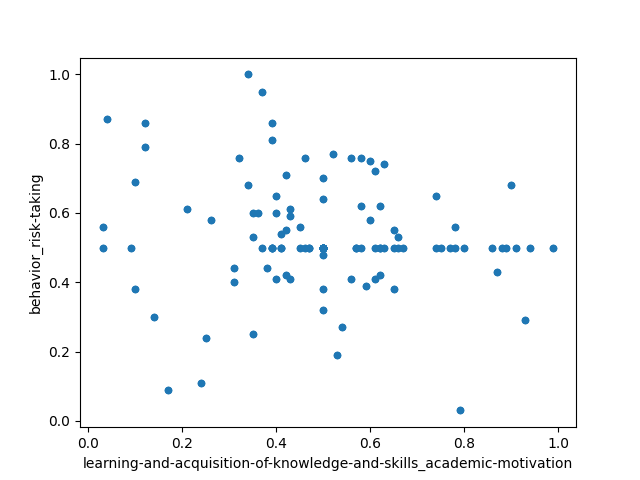 1.0
0.8
0.6
0.4
0.2
0.0
behavior_risk-taking
0.0 0.2 0.4 0.6 0.8 1.0
learning-and-acquisition-of-knowledge-and-skills_academic-motivation